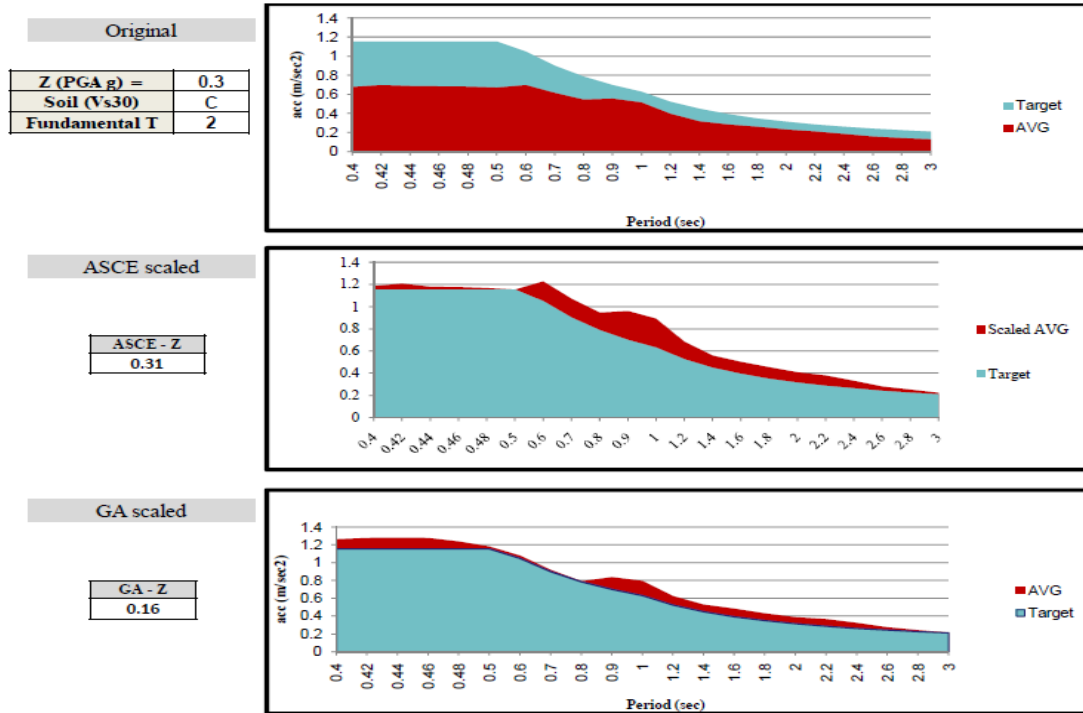 Original
Z (PGA g) = 0.3
Soil (Vs30) C
Fundamental T 2
acc (m/sec2)
1.4
1.2
1
0.8
0.6
0.4
0.2
0
0.4 0.42 0.44 0.46 0.48 0.5 0.6 0.7 0.8 0.9 1 1.2 1.4 1.6 1.8 2 2.2 2.4 2.6 2.8 3
Period (sec)
Target
AVG
ASCE scaled
ASCE - Z
0.31
1.4
1.2
1
0.8
0.6
0.4
0.2
0
0.4 0.42 0.44 0.46 0.48 0.5 0.6 0.7 0.8 0.9 1 1.2 1.4 1.6 1.8 2 2.2 2.4 2.6 2.8 3
Scaled AVG
Target
GA scaled
GA - Z
0.16
acc (m/sec2)
1.4
1.2
1
0.8
0.6
0.4
0.2
0
0.4 0.42 0.44 0.46 0.48 0.5 0.6 0.7 0.8 0.9 1 1.2 1.4 1.6 1.8 2 2.2 2.4 2.6 2.8 3
Period (sec)
AVG
Target